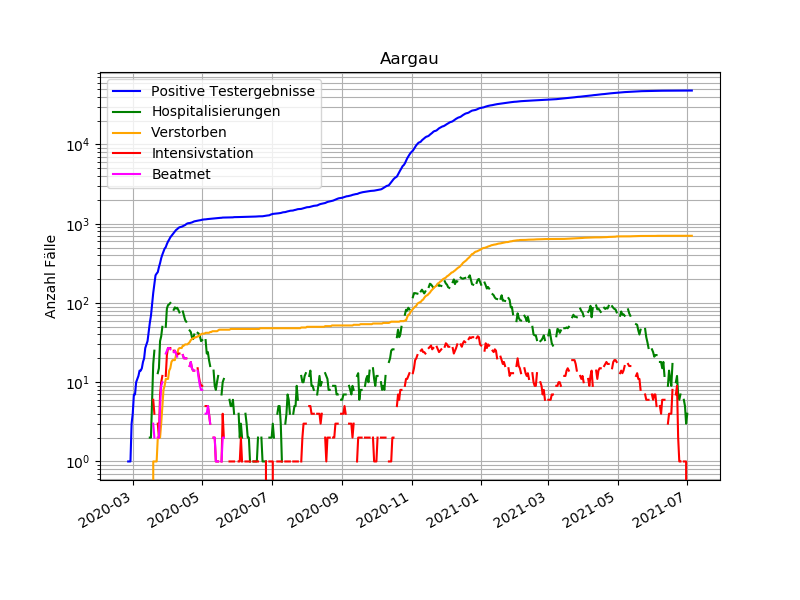 Aargau
Positive Testergebnisse
Hospitalisierungen
Verstorben
Intensivstation
Beatmet
Anzahl Fälle
10^4
10^3
10^2
10^1
10^0
2020-03
2020-05
2020-07
2020-09
2020-11
2021-01
2021-03
2021-05
2021-07